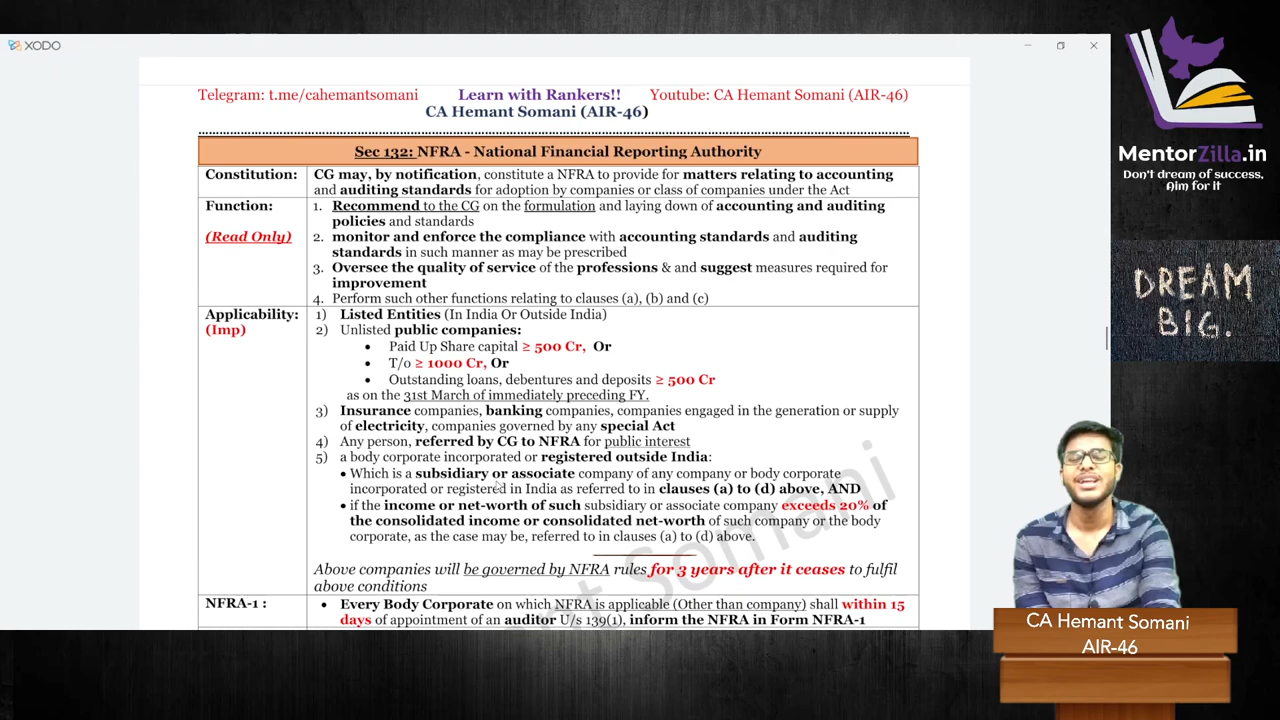 XODO
Telegram: t.me/cahemantsomani Learn with Rankers!! Youtube: CA Hemant Somani (AIR-46)
CA Hemant Somani (AIR-46)
Sec 132: NFRA - National Financial Reporting Authority
Constitution: CG may, by notification, constitute a NFRA to provide for matters relating to accounting
and auditing standards for adoption by companies or class of companies under the Act
Function: 1. Recommend to the CG on the formulation and laying down of accounting and auditing
policies and standards
(Read Only) 2. monitor and enforce the compliance with accounting standards and auditing
standards in such manner as may be prescribed
3. Oversee the quality of service of the professions & and suggest measures required for
improvement
4. Perform such other functions relating to clauses (a), (b) and (c)
Applicability: 1) Listed Entities (In India Or Outside India)
(Imp) 2) Unlisted public companies:
• Paid Up Share capital ≥ 500 Cr, Or
• T/o ≥ 1000 Cr, Or
• Outstanding loans, debentures and deposits ≥ 500 Cr
as on the 31st March of immediately preceding FY.
3) Insurance companies, banking companies, companies engaged in the generation or supply
of electricity, companies governed by any special Act
4) Any person, referred by CG to NFRA for public interest
5) a body corporate incorporated or registered outside India:
• Which is a subsidiary or associate company of any company or body corporate
incorporated or registered in India as referred to in clauses (a) to (d) above, AND
• if the income or net-worth of such subsidiary or associate company exceeds 20% of
the consolidated income or consolidated net-worth of such company or the body
corporate, as the case may be, referred to in clauses (a) to (d) above.
Above companies will be governed by NFRA rules for 3 years after it ceases to fulfil
above conditions
NFRA-1 : • Every Body Corporate on which NFRA is applicable (Other than company) shall within 15
days of appointment of an auditor U/s 139(1), inform the NFRA in Form NFRA-1
MentorZilla.in
Don't dream of success,
Aim for it
DREAM
BIG.
CA Hemant Somani
AIR-46